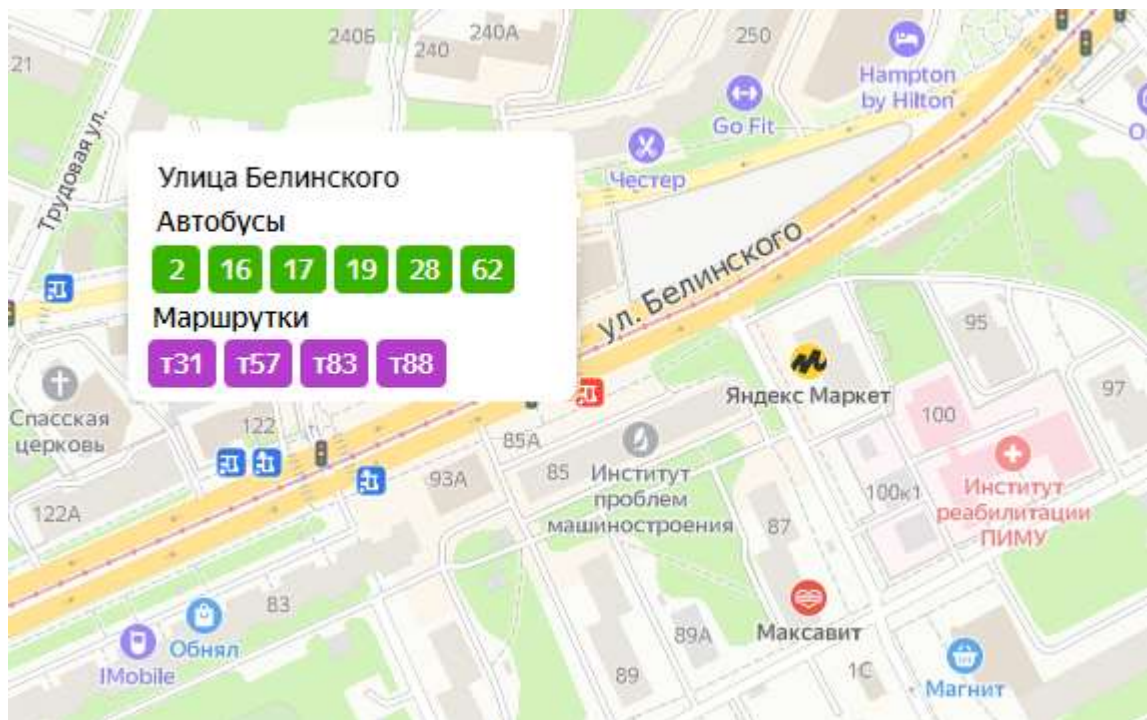 240Б
240
240А
250
21
Hampton
by Hilton
Go Fit
Честер
Трудовая ул.
Улица Белинского
Автобусы
2 16 17 19 28 62
Маршрутки
т31 т57 т83 т88
ул. Белинского
95
Яндекс Маркет
97
Спасская
церковь
122
85А
100
93А
85
Институт
проблем
машиностроения
100к1
Институт
реабилитации
ПИМУ
122А
87
83
Обнял
IMobile
89А
Максавит
89
1С
Магнит